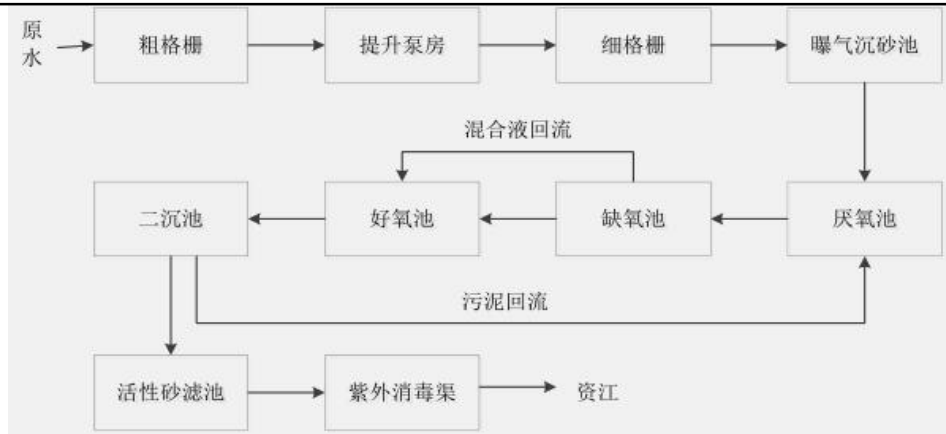 原
水
粗格栅
提升泵房
细格栅
曝气沉砂池
混合液回流
二沉池
好氧池
缺氧池
厌氧池
污泥回流
活性砂滤池
紫外消毒渠
资江